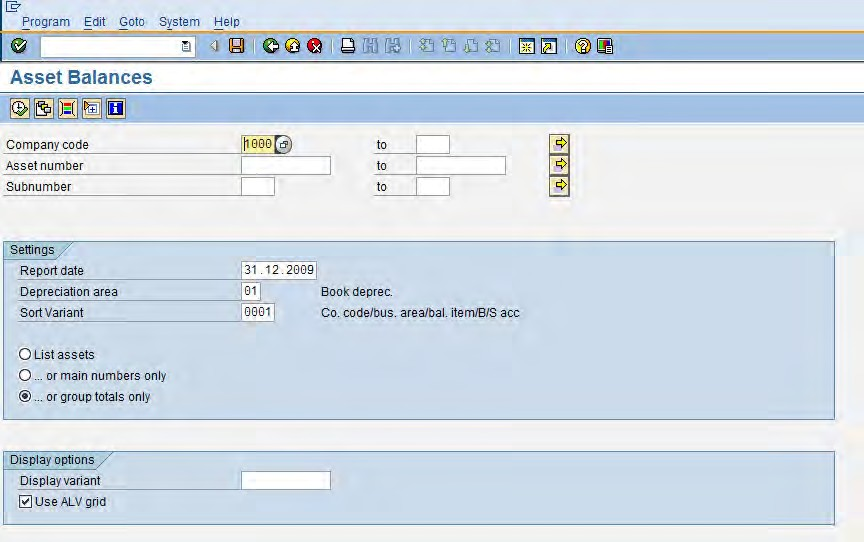 Program Edit Goto System Help
Asset Balances
Company code 1000 to
Asset number to
Subnumber to
Settings
Report date 31.12.2009
Depreciation area 01 Book deprec.
Sort Variant 0001 Co. code/bus. area/bal. item/B/S acc
List assets
... or main numbers only
... or group totals only
Display options
Display variant
Use ALV grid